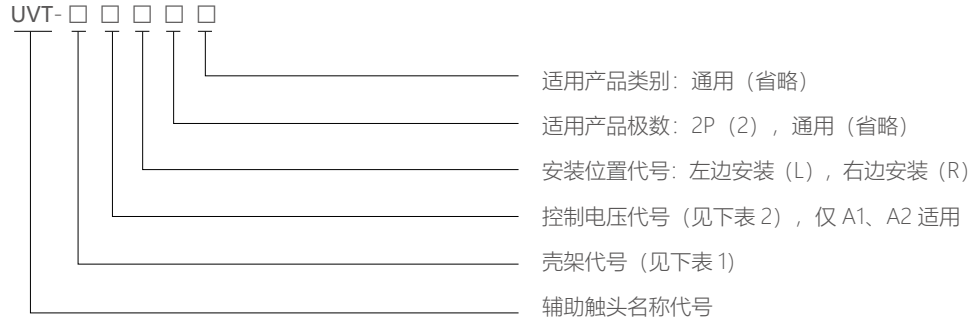 UVT-□ □ □ □ □
适用产品类别：通用（省略）
适用产品极数：2P（2），通用（省略）
安装位置代号：左边安装（L），右边安装（R）
控制电压代号（见下表 2），仅 A1、A2 适用
壳架代号（见下表 1）
辅助触头名称代号